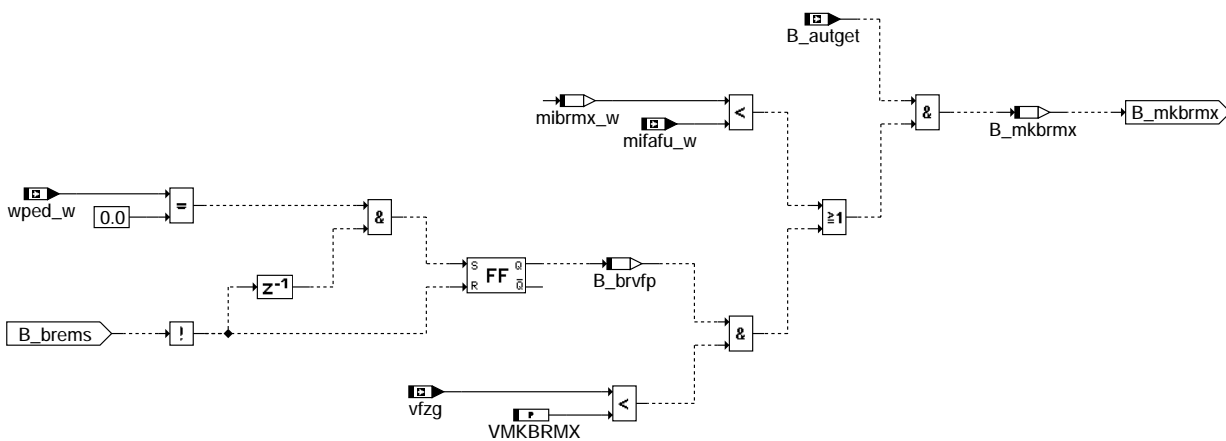 B_autget
mibrmx_w
<
mifafu_w
&
B_mkbrmx
B_mkbrmx
wped_w
0.0
=
&
≥1
S Q
FF
R Q̅
z⁻¹
B_brvfp
B_brems
!
&
vfzg
<
P
VMKBRMX